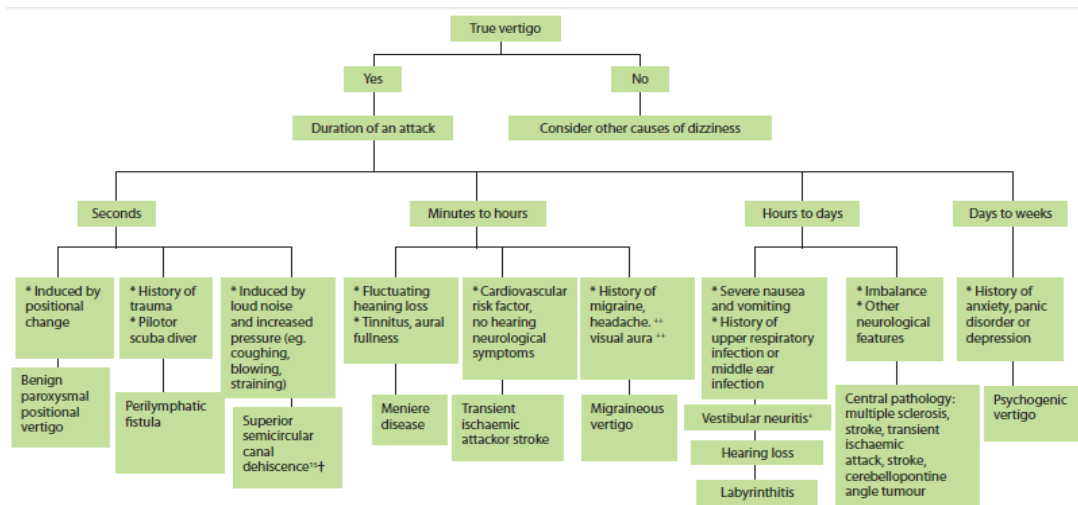 True vertigo
Yes
No
Duration of an attack
Consider other causes of dizziness
Seconds
Minutes to hours
Hours to days
Days to weeks
* Induced by
positional
change
Benign
paroxysmal
positional
vertigo
* History of
trauma
* Pilotor
scuba diver
Perilymphatic
fistula
* Induced by
loud noise
and increased
pressure (eg.
coughing,
blowing,
straining)
Superior
semicircular
canal
dehiscence¹⁵†
* Fluctuating
heaning loss
* Tinnitus, aural
fullness
Meniere
disease
* Cardiovascular
risk factor,
no hearing
neurological
symptoms
Transient
ischaemic
attackor stroke
* History of
migraine,
headache. ⁺⁺
visual aura ⁺⁺
Migraineous
vertigo
* Severe nausea
and vomiting
* History of
upper respiratory
infection or
middle ear
infection
Vestibular neuritis⁺
Hearing loss
Labyrinthitis
* Imbalance
* Other
neurological
features
Central pathology:
multiple sclerosis,
stroke, transient
ischaemic
attack, stroke,
cerebellopontine
angle tumour
* History of
anxiety, panic
disorder or
depression
Psychogenic
vertigo